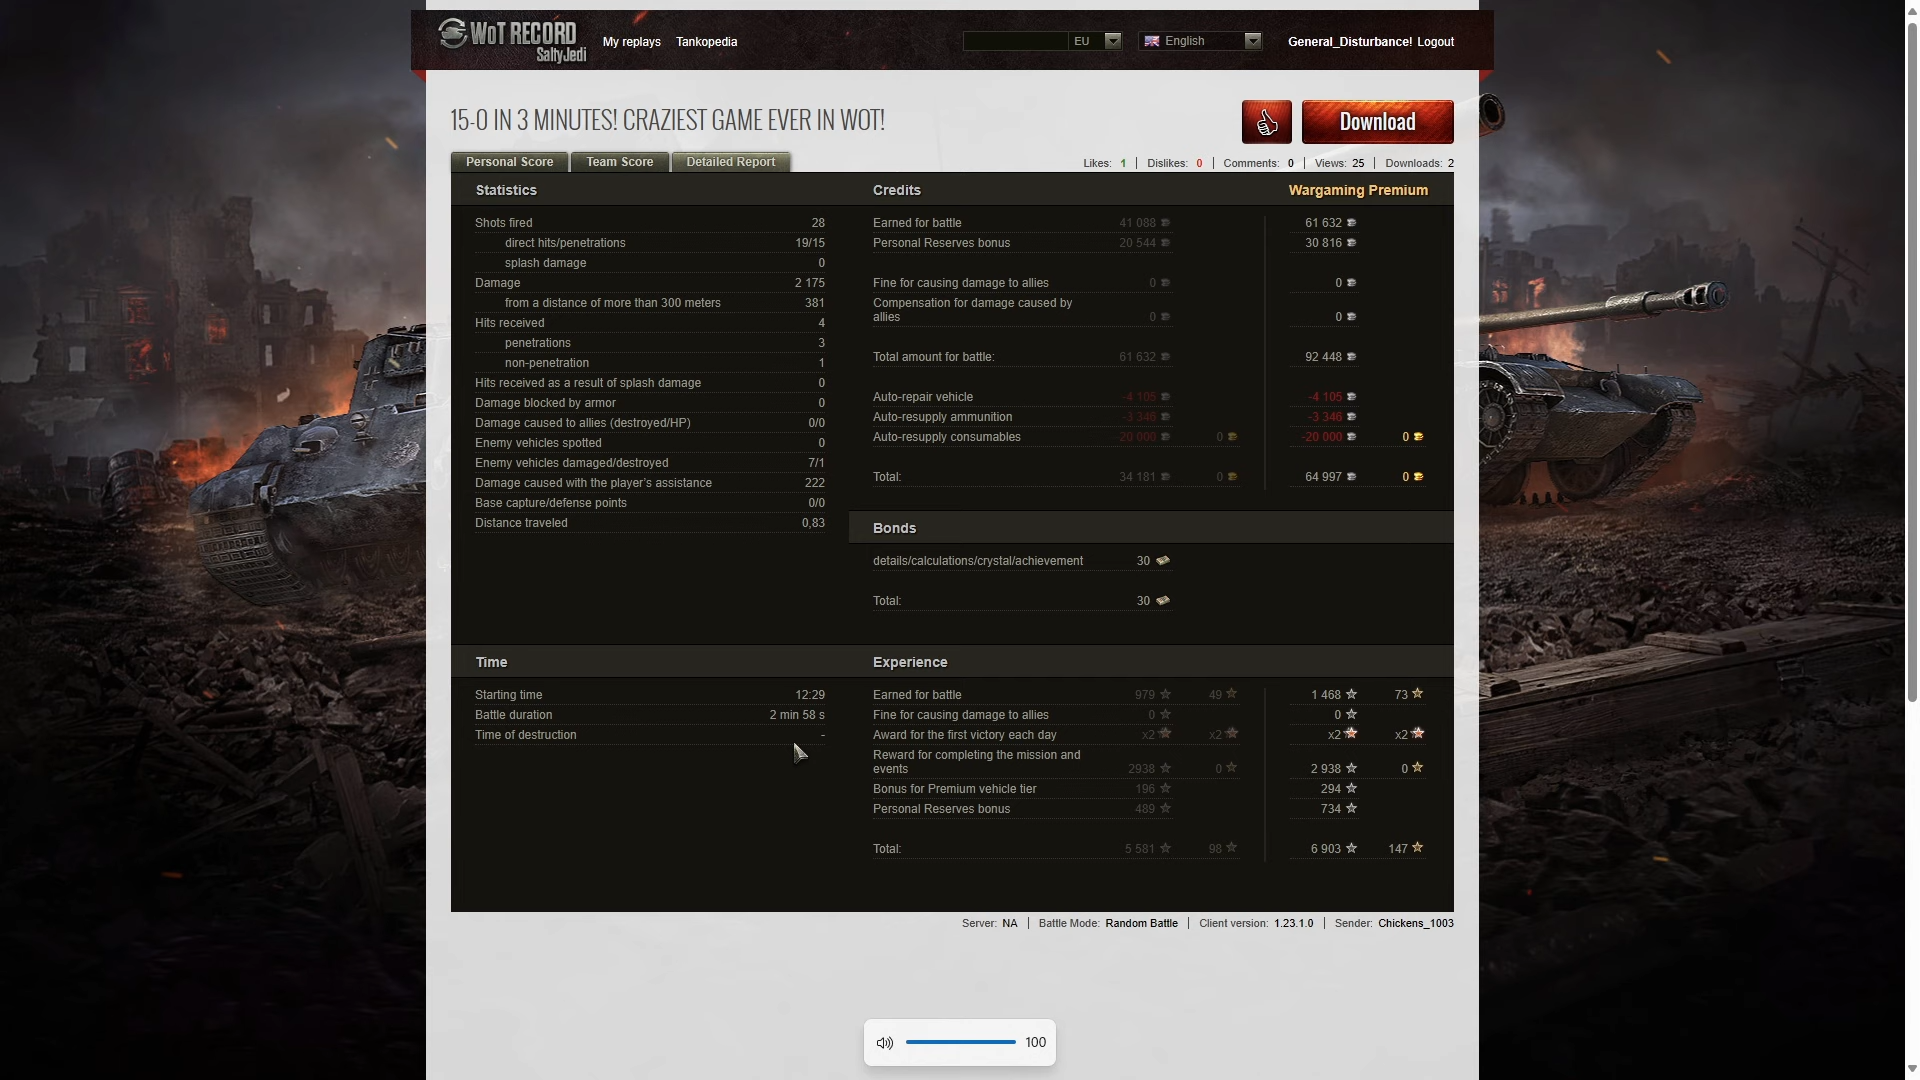 WoT RECORD
SaltyJedi
My replays Tankopedia
EU
English
General_Disturbance! Logout
15-0 IN 3 MINUTES! CRAZIEST GAME EVER IN WOT!
Download
Personal Score Team Score Detailed Report
Likes: 1 | Dislikes: 0 | Comments: 0 | Views: 25 | Downloads: 2
Statistics
Shots fired 28
direct hits/penetrations 19/15
splash damage 0
Damage 2 175
from a distance of more than 300 meters 381
Hits received 4
penetrations 3
non-penetration 1
Hits received as a result of splash damage 0
Damage blocked by armor 0
Damage caused to allies (destroyed/HP) 0/0
Enemy vehicles spotted 0
Enemy vehicles damaged/destroyed 7/1
Damage caused with the player's assistance 222
Base capture/defense points 0/0
Distance traveled 0,83
Credits Wargaming Premium
Earned for battle 41 088 61 632
Personal Reserves bonus 20 544 30 816
Fine for causing damage to allies 0 0
Compensation for damage caused by
allies 0 0
Total amount for battle: 61 632 92 448
Auto-repair vehicle -4 105 -4 105
Auto-resupply ammunition -3 346 -3 346
Auto-resupply consumables 20 000 0 -20 000 0
Total: 34 181 0 64 997 0
Bonds
details/calculations/crystal/achievement 30
Total: 30
Time
Starting time 12:29
Battle duration 2 min 58 s
Time of destruction -
Experience
Earned for battle 979 49 1 468 73
Fine for causing damage to allies 0 0
Award for the first victory each day x2 x2 x2 x2
Reward for completing the mission and
events 2938 0 2 938 0
Bonus for Premium vehicle tier 196 294
Personal Reserves bonus 489 734
Total: 5 581 98 6 903 147
Server: NA | Battle Mode: Random Battle | Client version: 1.23.1.0 | Sender: Chickens_1003
100